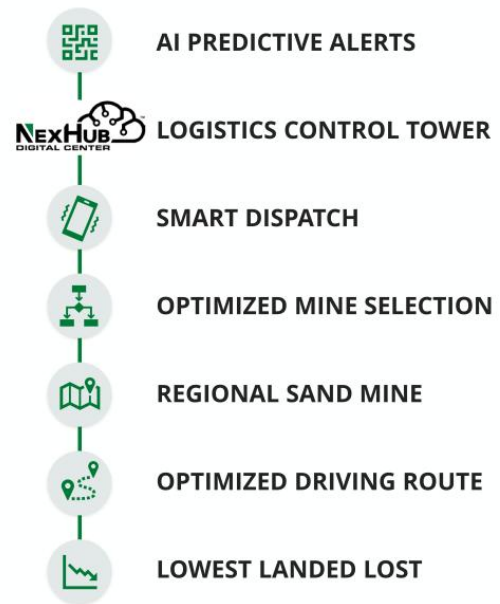 AI PREDICTIVE ALERTS
NEXHUB™ LOGISTICS CONTROL TOWER
DIGITAL CENTER
SMART DISPATCH
OPTIMIZED MINE SELECTION
REGIONAL SAND MINE
OPTIMIZED DRIVING ROUTE
LOWEST LANDED LOST